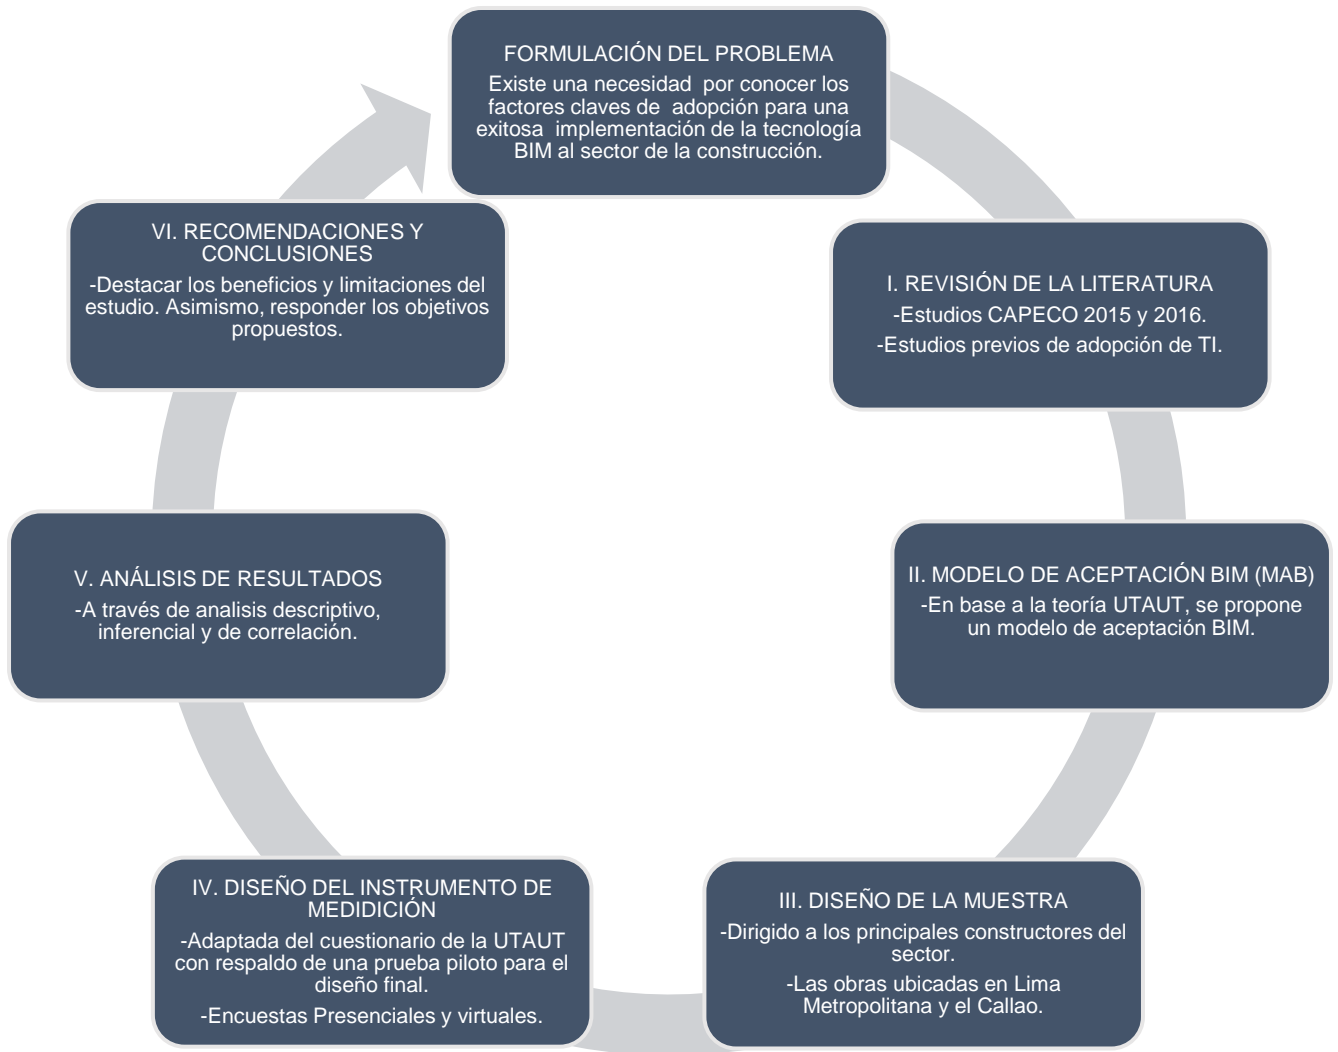 FORMULACIÓN DEL PROBLEMA
Existe una necesidad por conocer los
factores claves de adopción para una
exitosa implementación de la tecnología
BIM al sector de la construcción.
I. REVISIÓN DE LA LITERATURA
-Estudios CAPECO 2015 y 2016.
-Estudios previos de adopción de TI.
II. MODELO DE ACEPTACIÓN BIM (MAB)
-En base a la teoría UTAUT, se propone
un modelo de aceptación BIM.
III. DISEÑO DE LA MUESTRA
-Dirigido a los principales constructores del
sector.
-Las obras ubicadas en Lima
Metropolitana y el Callao.
IV. DISEÑO DEL INSTRUMENTO DE
MEDIDICIÓN
-Adaptada del cuestionario de la UTAUT
con respaldo de una prueba piloto para el
diseño final.
-Encuestas Presenciales y virtuales.
V. ANÁLISIS DE RESULTADOS
-A través de analisis descriptivo,
inferencial y de correlación.
VI. RECOMENDACIONES Y
CONCLUSIONES
-Destacar los beneficios y limitaciones del
estudio. Asimismo, responder los objetivos
propuestos.